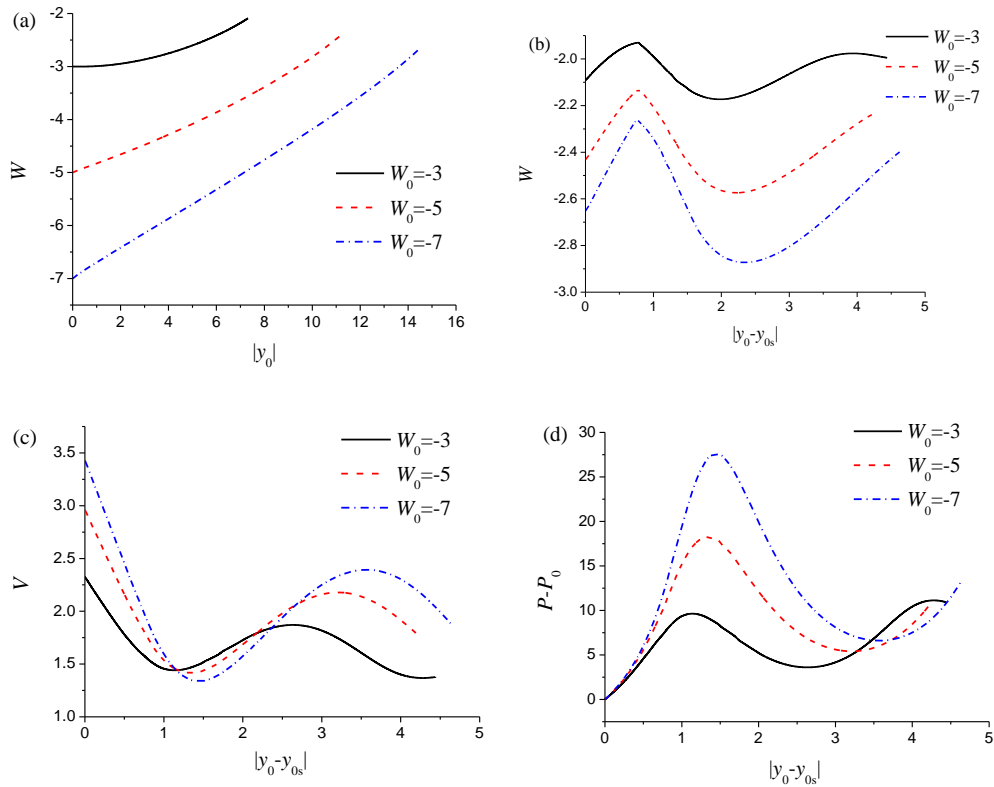 (a)
-2
-3
-4
-5
-6
-7
W
0 2 4 6 8 10 12 14 16
|y0|
W0=-3
W0=-5
W0=-7
(b)
-2.0
-2.2
-2.4
-2.6
-2.8
-3.0
W
0 1 2 3 4 5
|y0-y0s|
W0=-3
W0=-5
W0=-7
(c)
3.5
3.0
2.5
2.0
1.5
1.0
V
0 1 2 3 4 5
|y0-y0s|
W0=-3
W0=-5
W0=-7
(d)
30
25
20
15
10
5
0
P-P0
0 1 2 3 4 5
|y0-y0s|
W0=-3
W0=-5
W0=-7